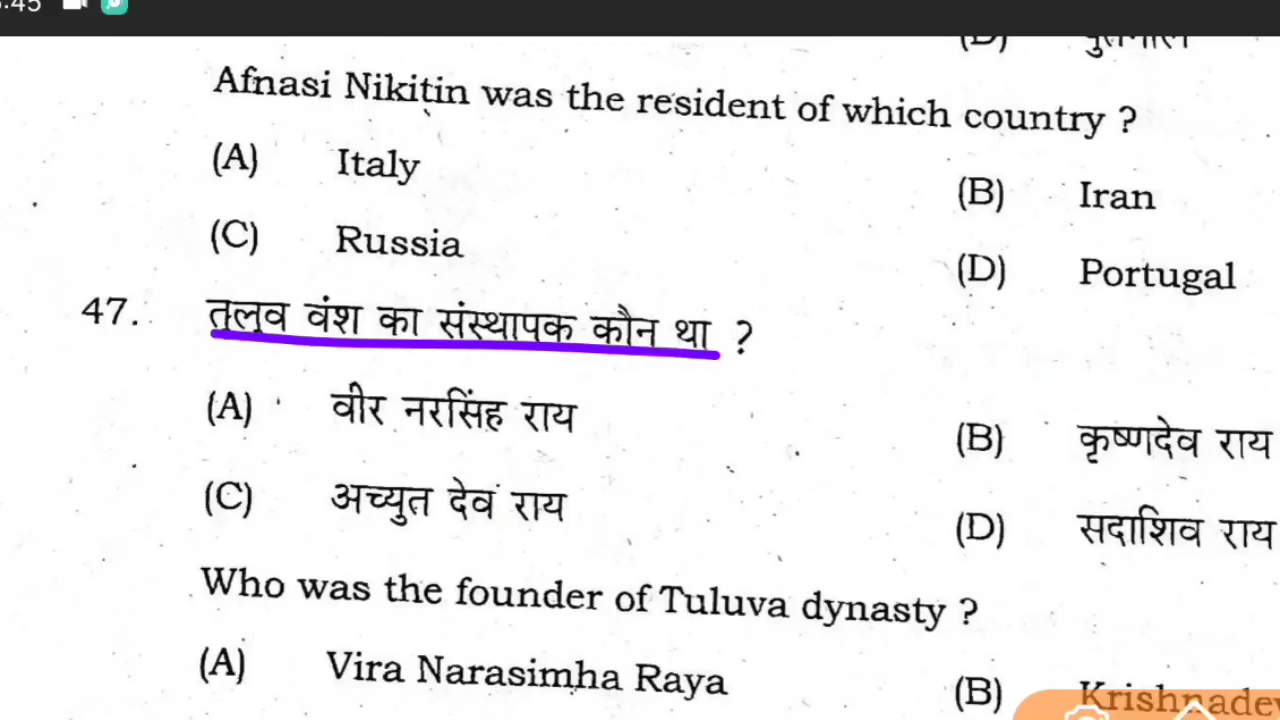 :45
Afnasi Nikitin was the resident of which country ?
(A) Italy
(B) Iran
(C) Russia
(D) Portugal
47. तुलुव वंश का संस्थापक कौन था ?
(A) वीर नरसिंह राय
(B) कृष्णदेव राय
(C) अच्युत देव राय
(D) सदाशिव राय
Who was the founder of Tuluva dynasty ?
(A) Vira Narasimha Raya
(B)